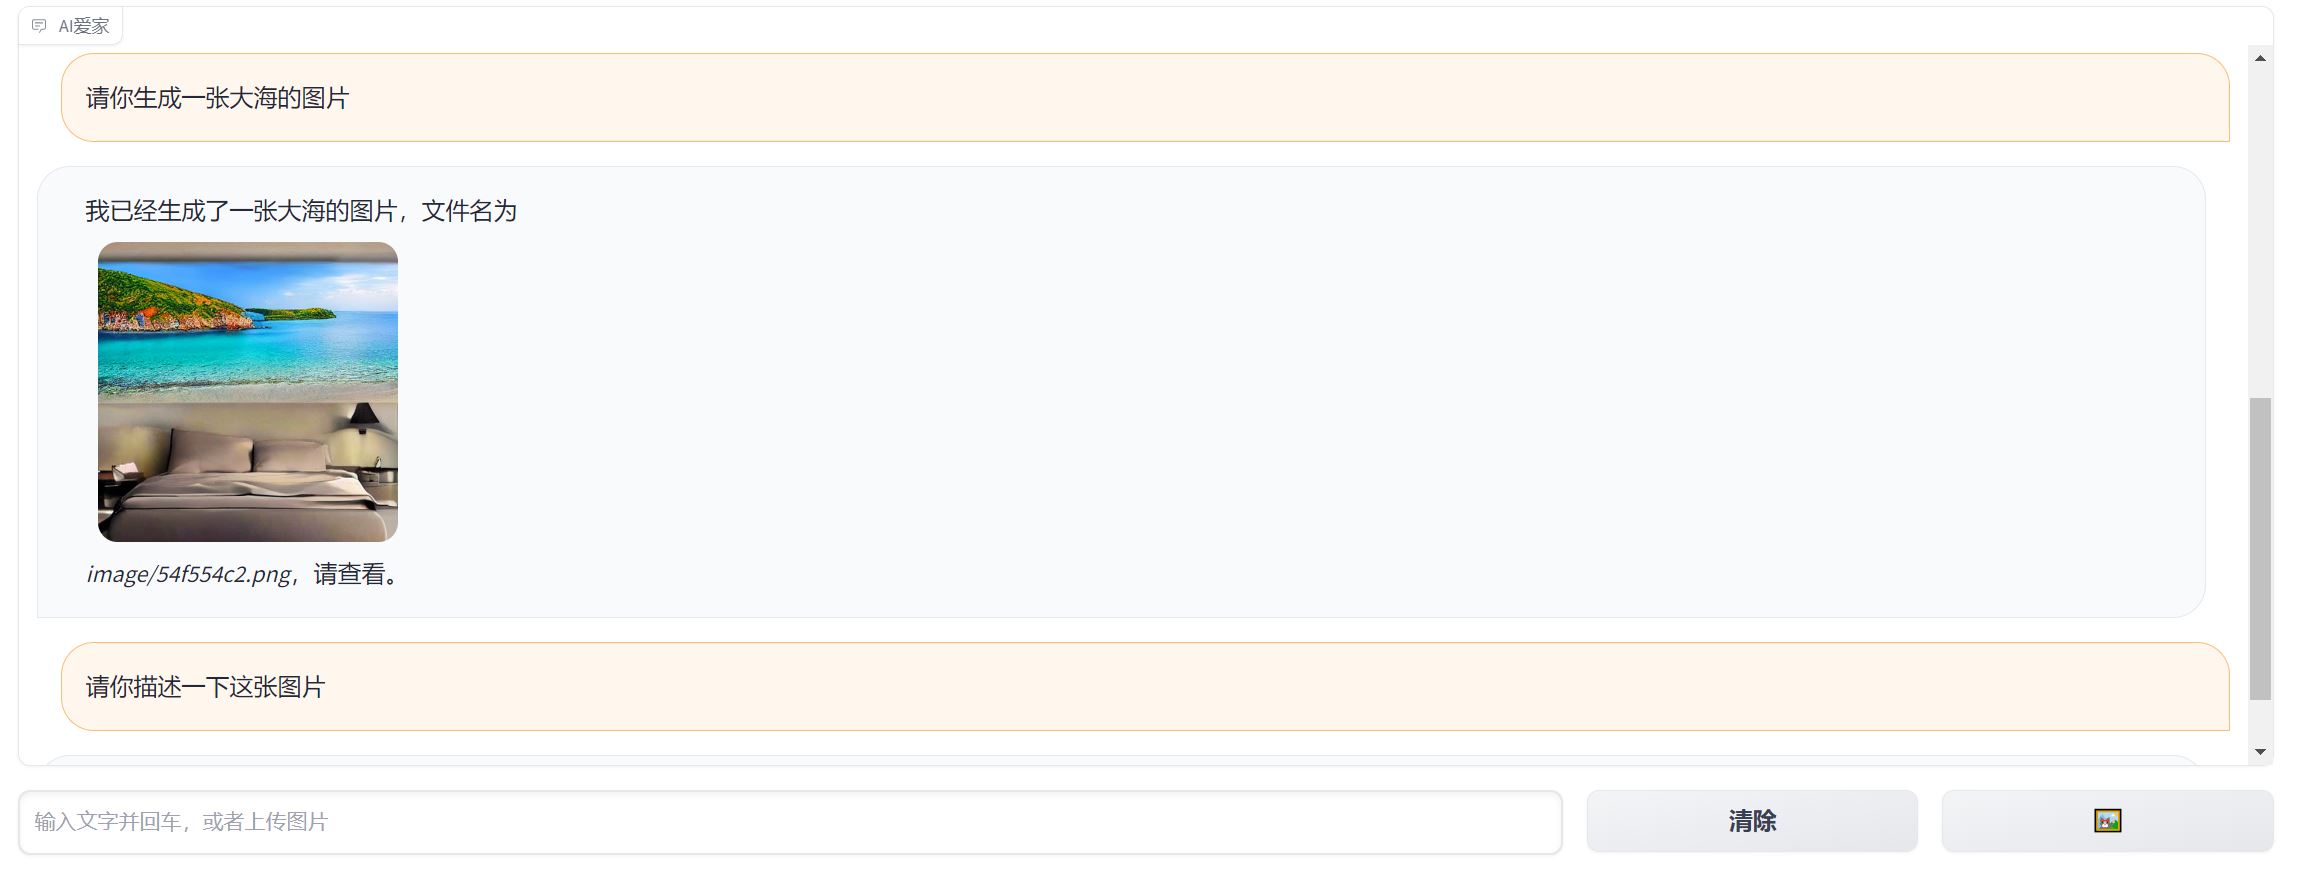 AI爱家
请你生成一张大海的图片
我已经生成了一张大海的图片，文件名为
image/54f554c2.png，请查看。
请你描述一下这张图片
输入文字并回车，或者上传图片
清除